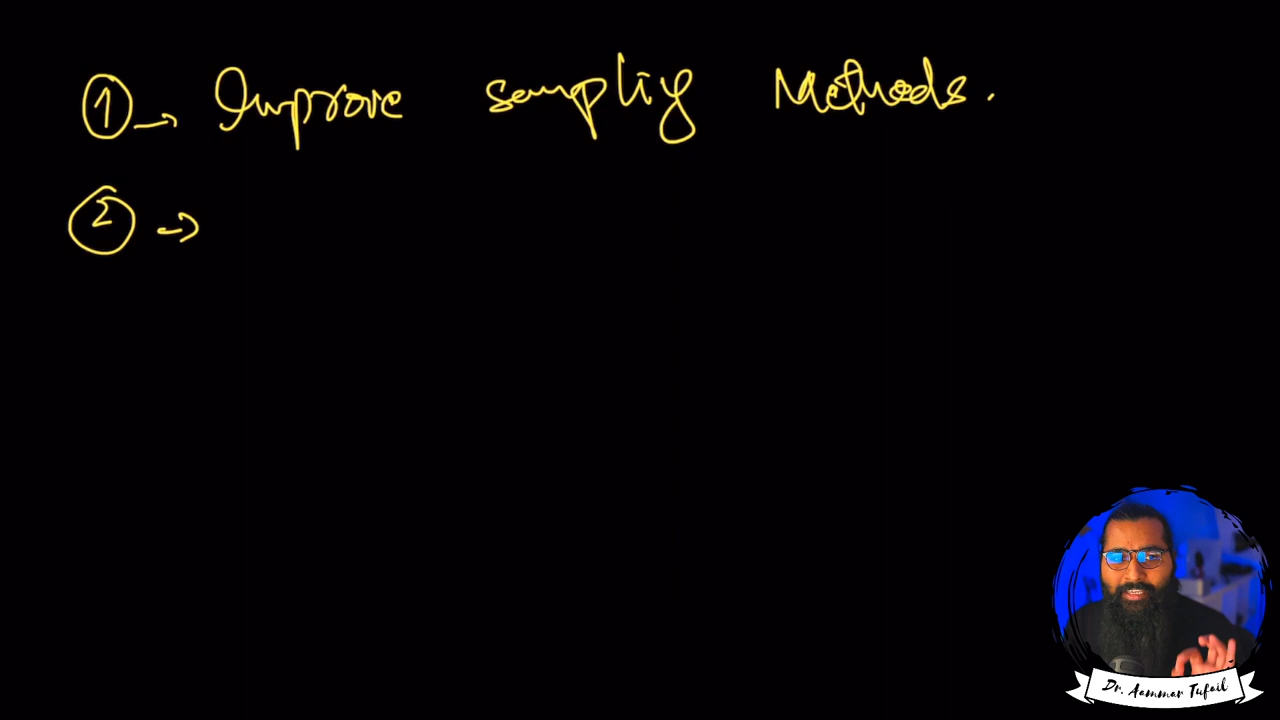 ① → Improve sampling Methods.
② →
Dr. Aammar Tufail